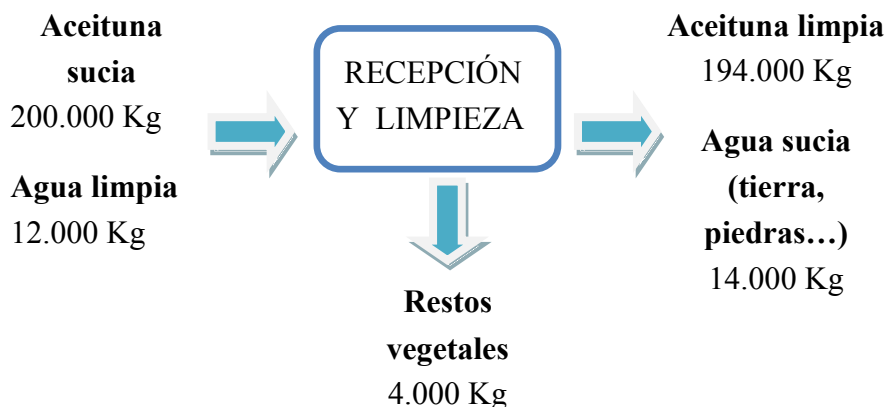 Aceituna
sucia
200.000 Kg
Agua limpia
12.000 Kg
RECEPCIÓN
Y LIMPIEZA
Aceituna limpia
194.000 Kg
Agua sucia
(tierra,
piedras…)
14.000 Kg
Restos
vegetales
4.000 Kg